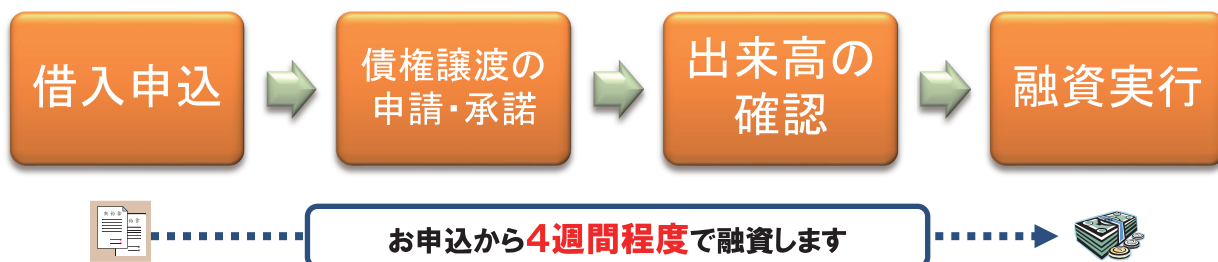 借入申込
債権譲渡の
申請・承諾
出来高の
確認
融資実行
お申込から4週間程度で融資します